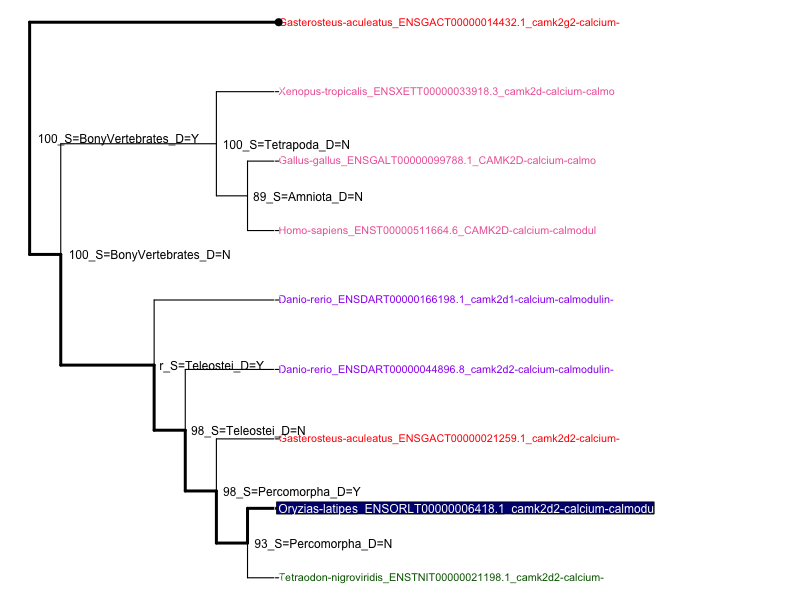 Gasterosteus-aculeatus_ENSGACT00000014432.1_camk2g2-calcium-
Xenopus-tropicalis_ENSXETT00000033918.3_camk2d-calcium-calmo
100_S=BonyVertebrates_D=Y
100_S=Tetrapoda_D=N
Gallus-gallus_ENSGALT00000099788.1_CAMK2D-calcium-calmo
89_S=Amniota_D=N
Homo-sapiens_ENST00000511664.6_CAMK2D-calcium-calmodul
100_S=BonyVertebrates_D=N
Danio-rerio_ENSDART00000166198.1_camk2d1-calcium-calmodulin-
r_S=Teleostei_D=Y
Danio-rerio_ENSDART00000044896.8_camk2d2-calcium-calmodulin-
98_S=Teleostei_D=N
Gasterosteus-aculeatus_ENSGACT00000021259.1_camk2d2-calcium-
98_S=Percomorpha_D=Y
Oryzias-latipes_ENSORLT00000006418.1_camk2d2-calcium-calmodu
93_S=Percomorpha_D=N
Tetraodon-nigroviridis_ENSTNIT00000021198.1_camk2d2-calcium-